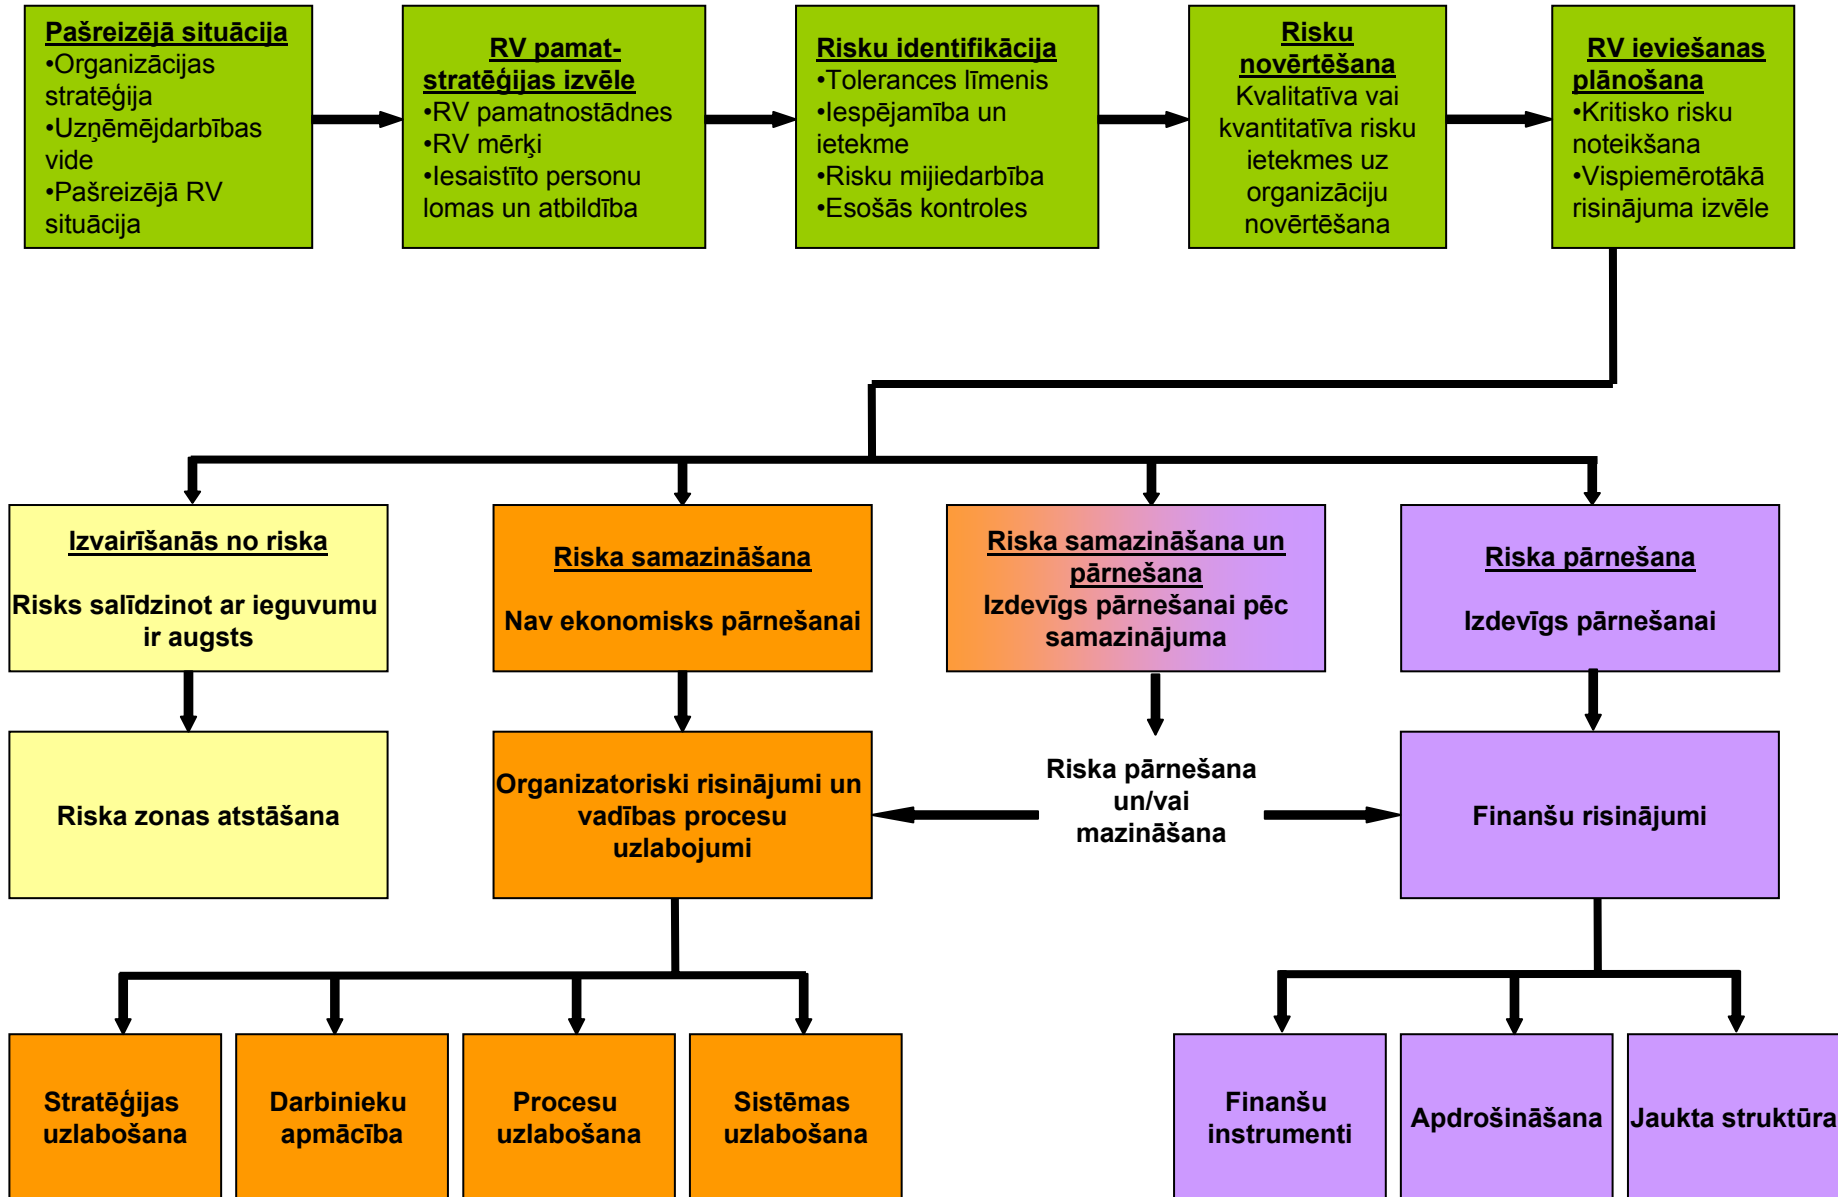 Pašreizējā situācija
•Organizācijas
stratēģija
•Uzņēmējdarbības
vide
•Pašreizējā RV
situācija
RV pamat-
stratēģijas izvēle
•RV pamatnostādnes
•RV mērķi
•Iesaistīto personu
lomas un atbildība
Risku identifikācija
•Tolerances līmenis
•Iespējamība un
ietekme
•Risku mijiedarbība
•Esošās kontroles
Risku
novērtēšana
Kvalitatīva vai
kvantitatīva risku
ietekmes uz
organizāciju
novērtēšana
RV ieviešanas
plānošana
•Kritisko risku
noteikšana
•Vispiemērotākā
risinājuma izvēle
Izvairīšanās no riska
Risks salīdzinot ar ieguvumu
ir augsts
Riska samazināšana
Nav ekonomisks pārnešanai
Riska samazināšana un
pārnešana
Izdevīgs pārnešanai pēc
samazinājuma
Riska pārnešana
Izdevīgs pārnešanai
Riska zonas atstāšana
Organizatoriski risinājumi un
vadības procesu
uzlabojumi
Riska pārnešana
un/vai
mazināšana
Finanšu risinājumi
Stratēģijas
uzlabošana
Darbinieku
apmācība
Procesu
uzlabošana
Sistēmas
uzlabošana
Finanšu
instrumenti
Apdrošināšana
Jaukta struktūra